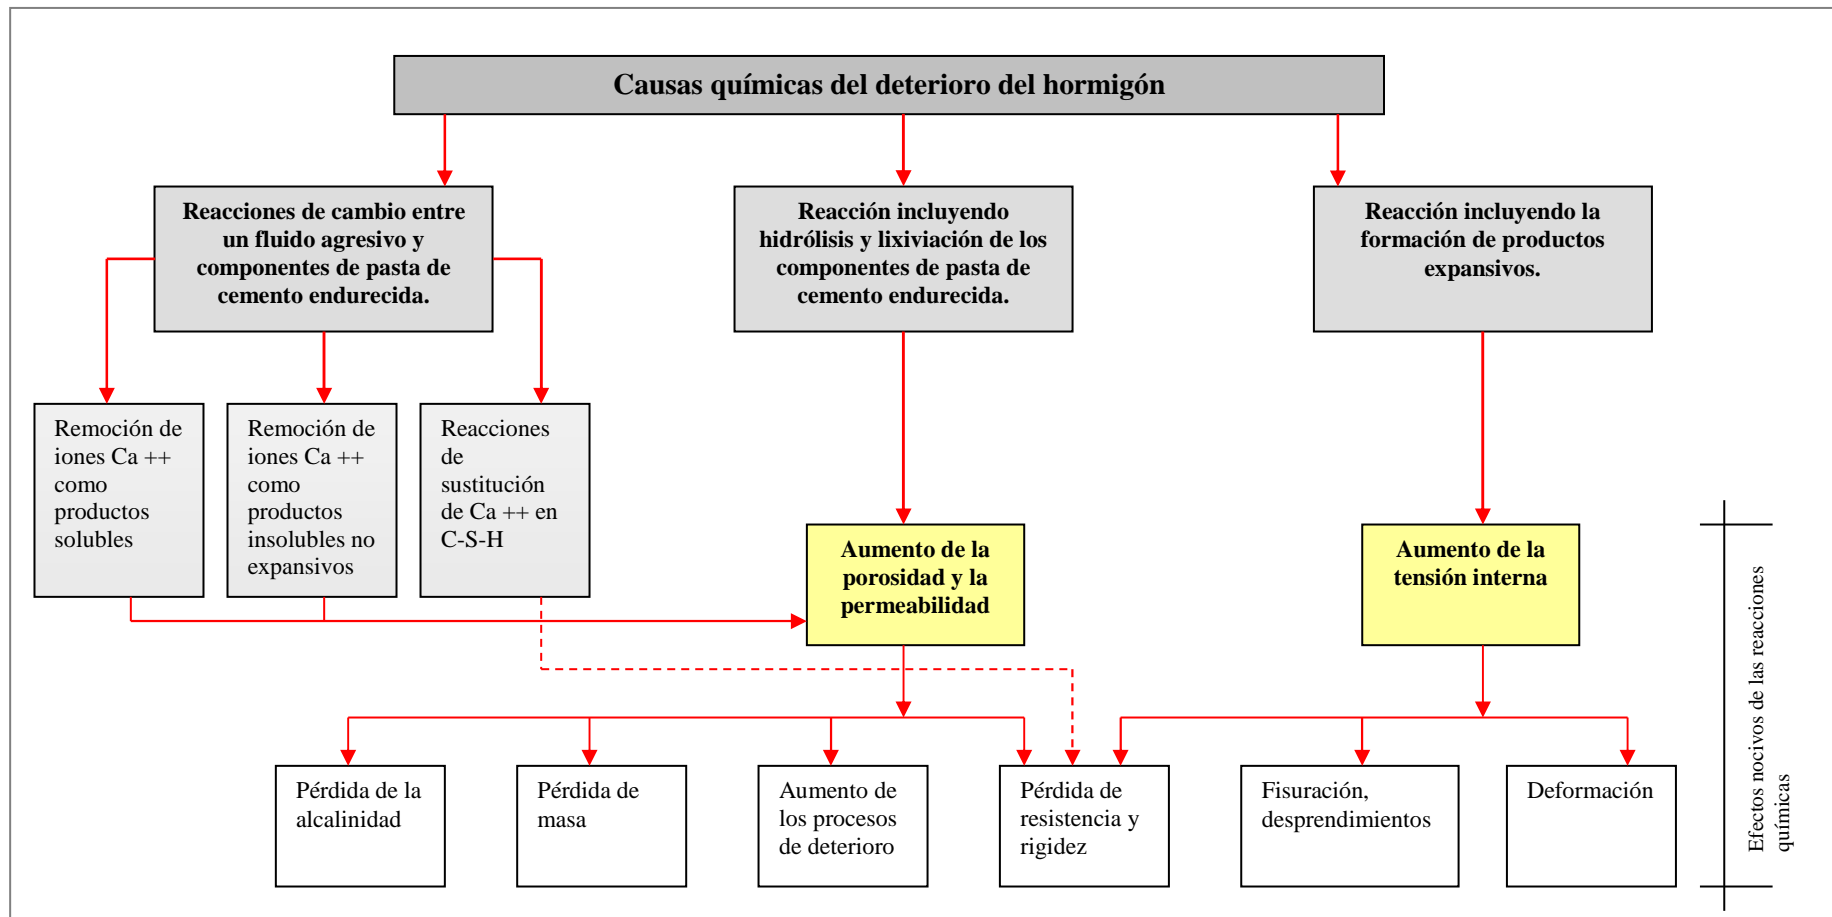 Causas químicas del deterioro del hormigón
Reacciones de cambio entre
un fluido agresivo y
componentes de pasta de
cemento endurecida.
Reacción incluyendo
hidrólisis y lixiviación de los
componentes de pasta de
cemento endurecida.
Reacción incluyendo la
formación de productos
expansivos.
Remoción de
iones Ca ++
como
productos
solubles
Remoción de
iones Ca ++
como
productos
insolubles no
expansivos
Reacciones
de
sustitución
de Ca ++ en
C-S-H
Aumento de la
porosidad y la
permeabilidad
Aumento de la
tensión interna
Pérdida de la
alcalinidad
Pérdida de
masa
Aumento de
los procesos
de deterioro
Pérdida de
resistencia y
rigidez
Fisuración,
desprendimientos
Deformación
Efectos nocivos de las reacciones
químicas